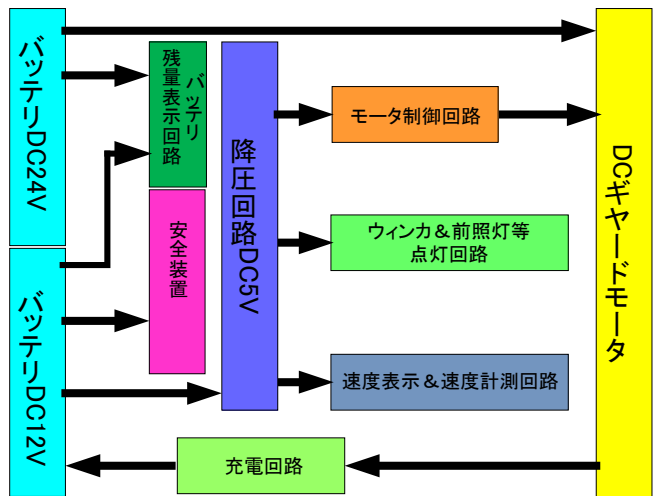 バッテリDC24V
バッテリ
残量表示回路
安全装置
降圧回路DC5V
モータ制御回路
ウィンカ＆前照灯等
点灯回路
速度表示＆速度計測回路
DCギヤードモータ
バッテリDC12V
充電回路